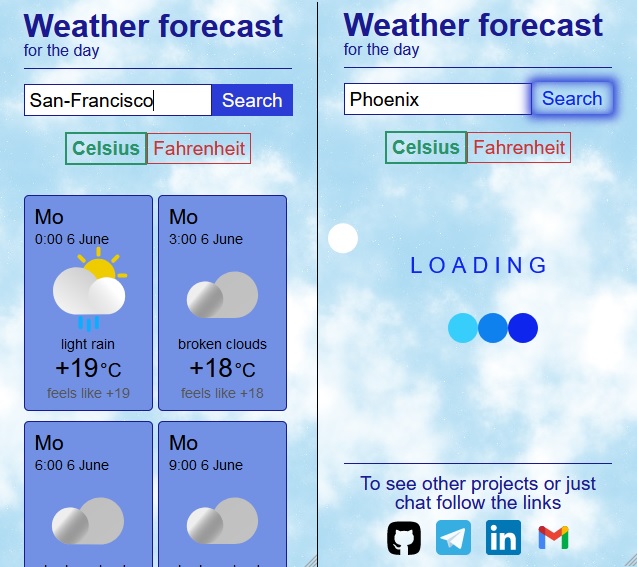 Weather forecast
for the day
San-Francisco
Search
Celsius
Fahrenheit
Mo
0:00 6 June
light rain
+19°C
feels like +19
Mo
3:00 6 June
broken clouds
+18°C
feels like +18
Mo
6:00 6 June
Mo
9:00 6 June
Weather forecast
for the day
Phoenix
Search
Celsius
Fahrenheit
LOADING
To see other projects or just
chat follow the links
in